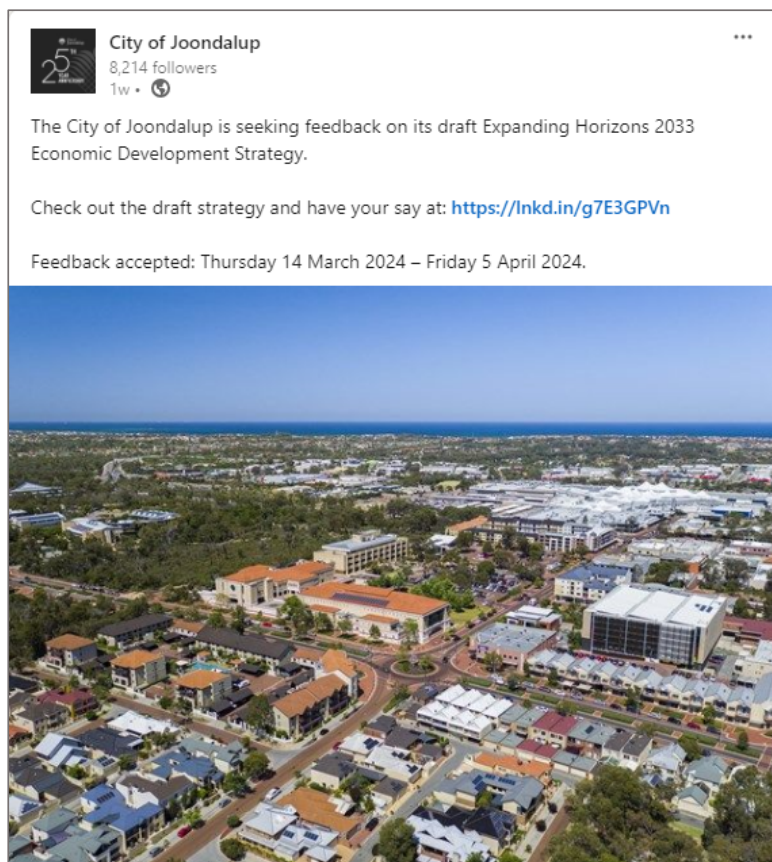 City of Joondalup
8,214 followers
1w •
The City of Joondalup is seeking feedback on its draft Expanding Horizons 2033
Economic Development Strategy.
Check out the draft strategy and have your say at: https://lnkd.in/g7E3GPVn
Feedback accepted: Thursday 14 March 2024 – Friday 5 April 2024.
25TH